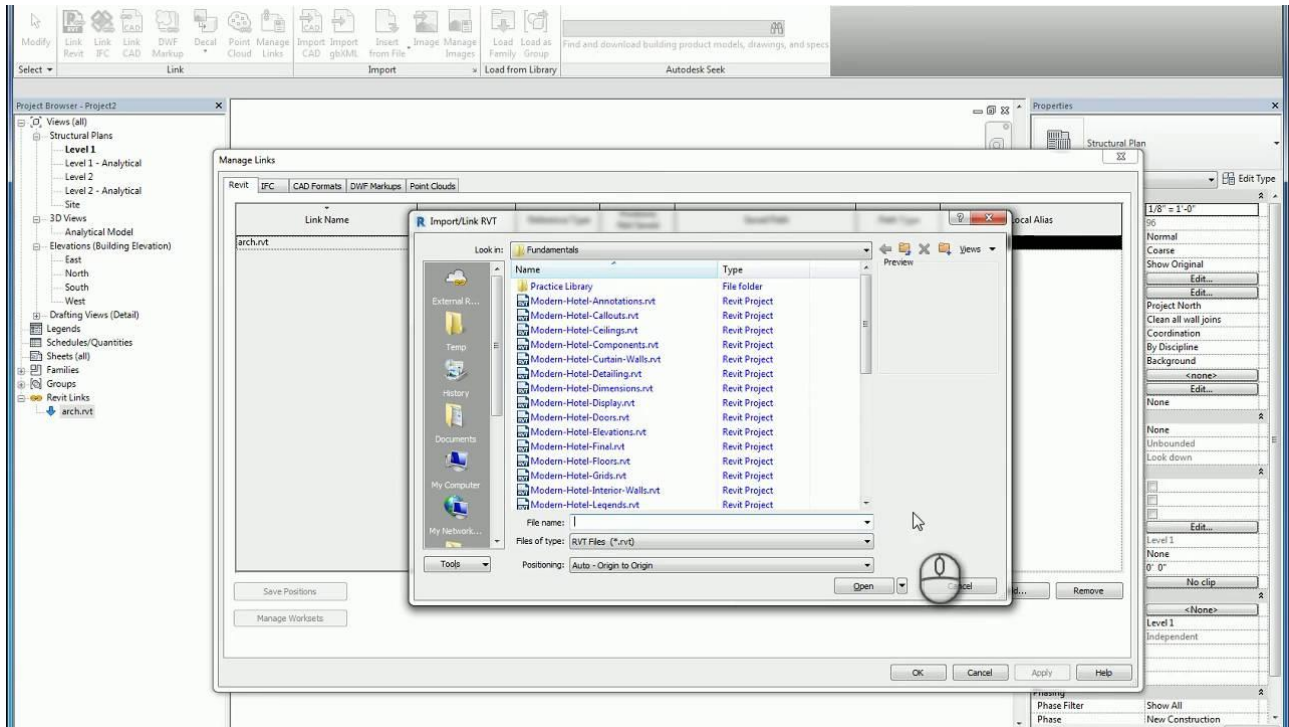 Modify
Link Revit
Link IFC
Link CAD
DWF Markup
Decal
Point Cloud
Manage Links
Import CAD
Import gbXML
Insert from File
Image
Manage Images
Load Family
Load as Group
Find and download building product models, drawings, and specs
Select
Link
Import
Load from Library
Autodesk Seek
Project Browser - Project2
Views (all)
Structural Plans
Level 1
Level 1 - Analytical
Level 2
Level 2 - Analytical
Site
3D Views
Analytical Model
Elevations (Building Elevation)
East
North
South
West
Drafting Views (Detail)
Legends
Schedules/Quantities
Sheets (all)
Families
Groups
Revit Links
arch.rvt
Manage Links
Revit
IFC
CAD Formats
DWF Markups
Point Clouds
Link Name
Local Alias
arch.rvt
Import/Link RVT
Look in: Fundamentals
Views
Preview
Name Type
Practice Library File folder
Modern-Hotel-Annotations.rvt Revit Project
Modern-Hotel-Callouts.rvt Revit Project
Modern-Hotel-Ceilings.rvt Revit Project
Modern-Hotel-Components.rvt Revit Project
Modern-Hotel-Curtain-Walls.rvt Revit Project
Modern-Hotel-Detailing.rvt Revit Project
Modern-Hotel-Dimensions.rvt Revit Project
Modern-Hotel-Display.rvt Revit Project
Modern-Hotel-Doors.rvt Revit Project
Modern-Hotel-Elevations.rvt Revit Project
Modern-Hotel-Final.rvt Revit Project
Modern-Hotel-Floors.rvt Revit Project
Modern-Hotel-Grids.rvt Revit Project
Modern-Hotel-Interior-Walls.rvt Revit Project
Modern-Hotel-Legends.rvt Revit Project
External R...
Temp
History
Documents
My Computer
My Network...
File name:
Files of type: RVT Files (*.rvt)
Tools
Positioning: Auto - Origin to Origin
Open
Save Positions
Manage Worksets
Remove
OK
Cancel
Apply
Help
Properties
Structural Plan
Edit Type
1/8" = 1'-0"
96
Normal
Coarse
Show Original
Edit...
Edit...
Project North
Clean all wall joins
Coordination
By Discipline
Background
<none>
Edit...
None
None
Unbounded
Look down
Edit...
Level 1
None
0' 0"
No clip
<None>
Level 1
Independent
Phasing
Phase Filter Show All
Phase New Construction